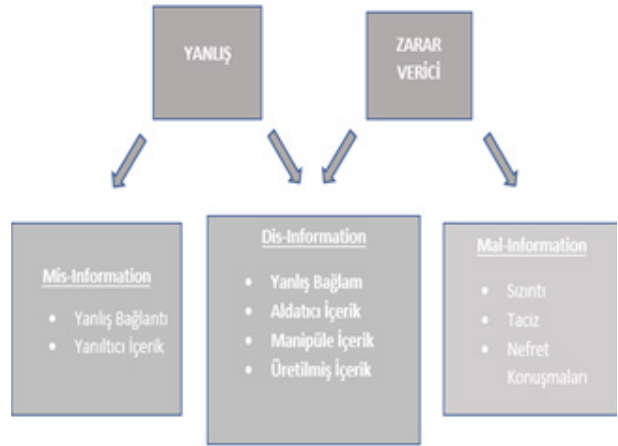 YANLIŞ
ZARAR
VERİCİ
Mis-Information
• Yanlış Bağlantı
• Yanıltıcı İçerik
Dis-Information
• Yanlış Bağlam
• Aldatıcı İçerik
• Manipüle İçerik
• Üretilmiş İçerik
Mal-Information
• Sızıntı
• Taciz
• Nefret
Konuşmaları